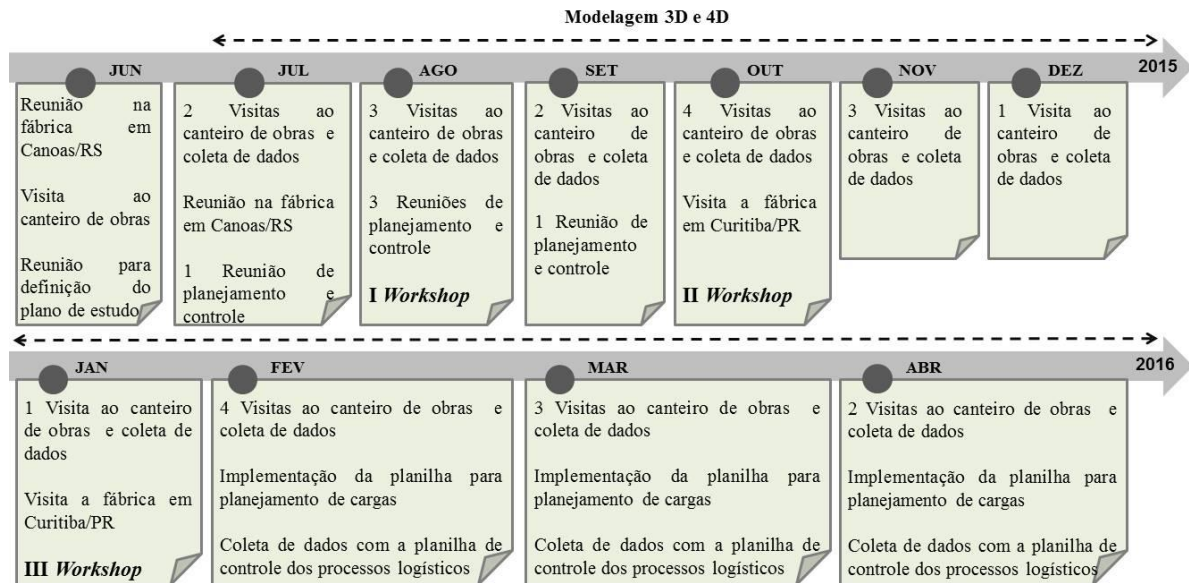 Modelagem 3D e 4D
JUN
JUL
AGO
SET
OUT
NOV
DEZ
2015
Reunião na
fábrica em
Canoas/RS
Visita ao
canteiro de obras
Reunião para
definição do
plano de estudo
2 Visitas ao
canteiro de obras e
coleta de dados
Reunião na fábrica
em Canoas/RS
1 Reunião de
planejamento e
controle
3 Visitas ao
canteiro de obras
e coleta de dados
3 Reuniões de
planejamento e
controle
I Workshop
2 Visitas ao
canteiro de
obras e coleta
de dados
1 Reunião de
planejamento
e controle
4 Visitas ao
canteiro de obras
e coleta de dados
Visita a fábrica
em Curitiba/PR
II Workshop
3 Visitas ao
canteiro de
obras e coleta
de dados
1 Visita ao
canteiro de
obras e coleta
de dados
JAN
FEV
MAR
ABR
2016
1 Visita ao canteiro
de obras e coleta de
dados
Visita a fábrica em
Curitiba/PR
III Workshop
4 Visitas ao canteiro de obras e
coleta de dados
Implementação da planilha para
planejamento de cargas
Coleta de dados com a planilha de
controle dos processos logísticos
3 Visitas ao canteiro de obras e
coleta de dados
Implementação da planilha para
planejamento de cargas
Coleta de dados com a planilha de
controle dos processos logísticos
2 Visitas ao canteiro de obras e
coleta de dados
Implementação da planilha para
planejamento de cargas
Coleta de dados com a planilha de
controle dos processos logísticos